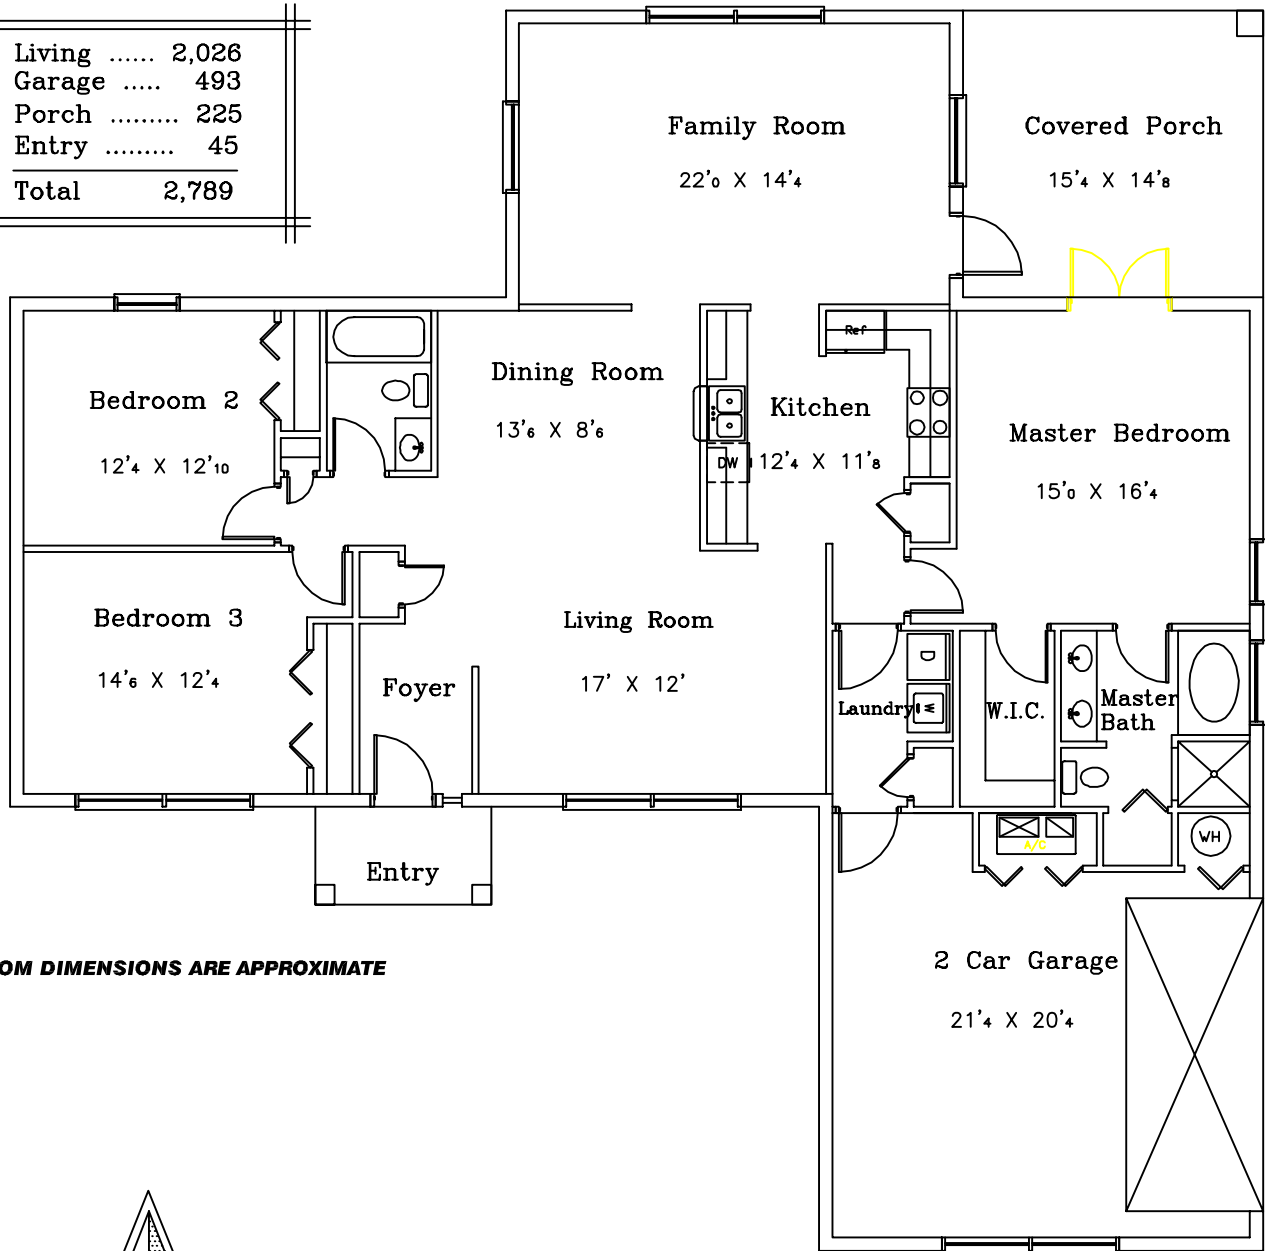 Living ...... 2,026
Garage ..... 493
Porch ......... 225
Entry ......... 45
Total 2,789
Family Room
22'0 X 14'4
Covered Porch
15'4 X 14'8
Ref
Bedroom 2
12'4 X 12'10
Dining Room
13'6 X 8'6
Kitchen
12'4 X 11'8
DW
Master Bedroom
15'0 X 16'4
Bedroom 3
14'6 X 12'4
Foyer
Living Room
17' X 12'
D
Laundry
W
W.I.C.
Master
Bath
A/C
WH
Entry
2 Car Garage
21'4 X 20'4
DIMENSIONS ARE APPROXIMATE